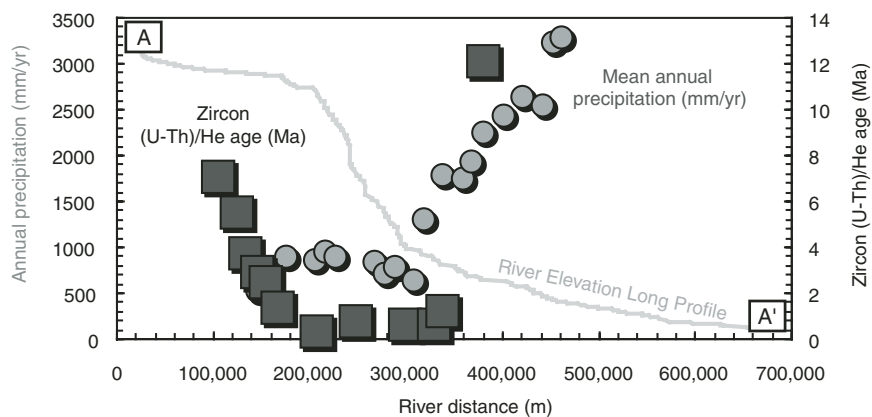 3500
3000
2500
2000
1500
1000
500
0
Annual precipitation (mm/yr)
A
Zircon
(U-Th)/He age (Ma)
Mean annual
precipitation (mm/yr)
River Elevation Long Profile
A'
14
12
10
8
6
4
2
0
Zircon (U-Th)/He age (Ma)
0
100,000
200,000
300,000
400,000
500,000
600,000
700,000
River distance (m)